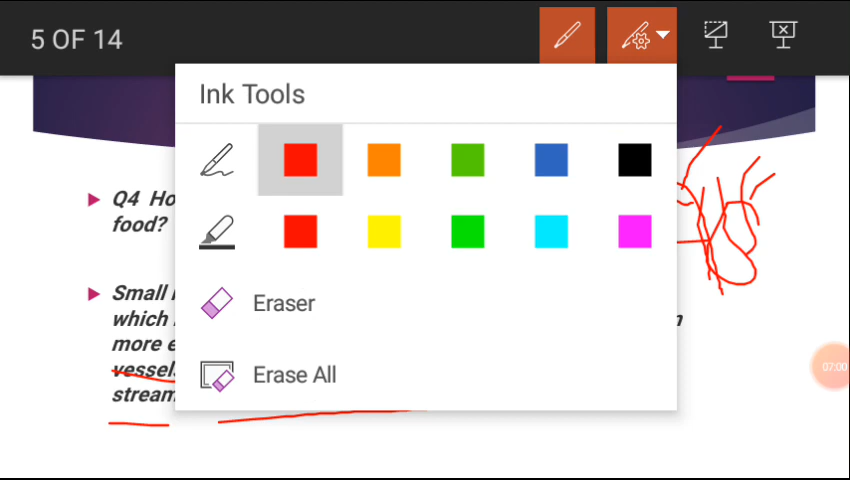 5 OF 14
Ink Tools
Q4 Ho
food?
Eraser
Small
which
more e
vessel
Erase All
stream
07:00